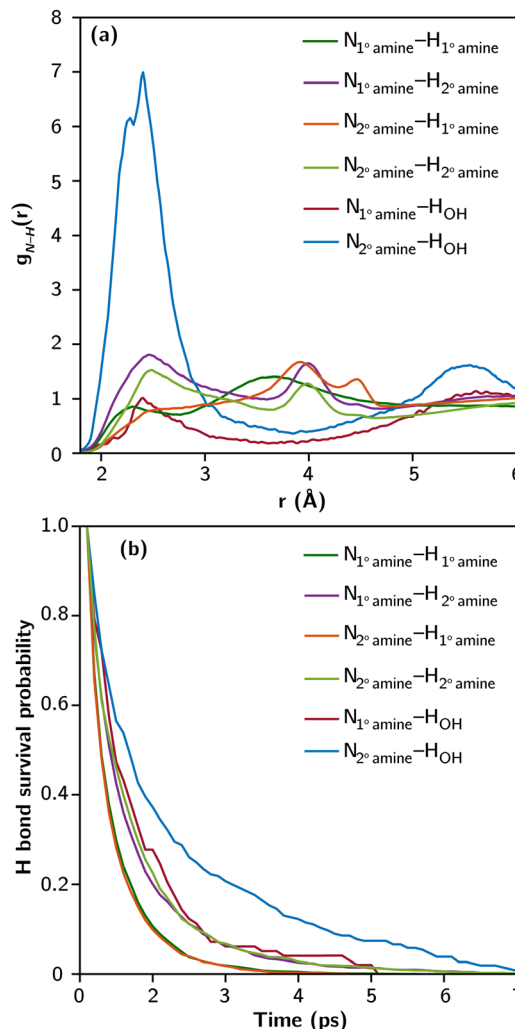 (a)
8
7
6
5
4
3
2
1
0
g_N–H(r)
N1° amine–H1° amine
N1° amine–H2° amine
N2° amine–H1° amine
N2° amine–H2° amine
N1° amine–HOH
N2° amine–HOH
2 3 4 5 6
r (Å)
(b)
1.0
0.8
0.6
0.4
0.2
0
H bond survival probability
N1° amine–H1° amine
N1° amine–H2° amine
N2° amine–H1° amine
N2° amine–H2° amine
N1° amine–HOH
N2° amine–HOH
0 2 3 4 5 6 7
Time (ps)